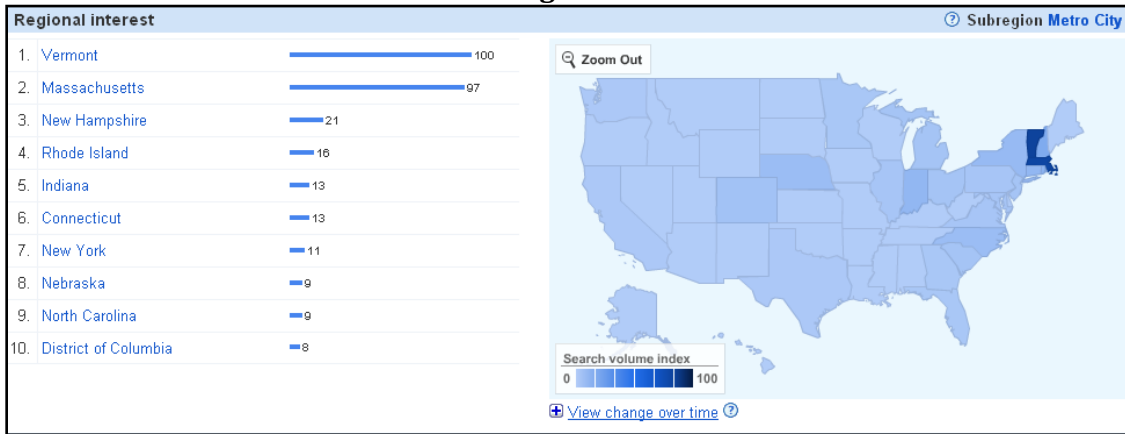 Regional interest
Subregion Metro City
1. Vermont 100
2. Massachusetts 97
3. New Hampshire 21
4. Rhode Island 16
5. Indiana 13
6. Connecticut 13
7. New York 11
8. Nebraska 9
9. North Carolina 9
10. District of Columbia 8
Zoom Out
Search volume index
0 100
View change over time